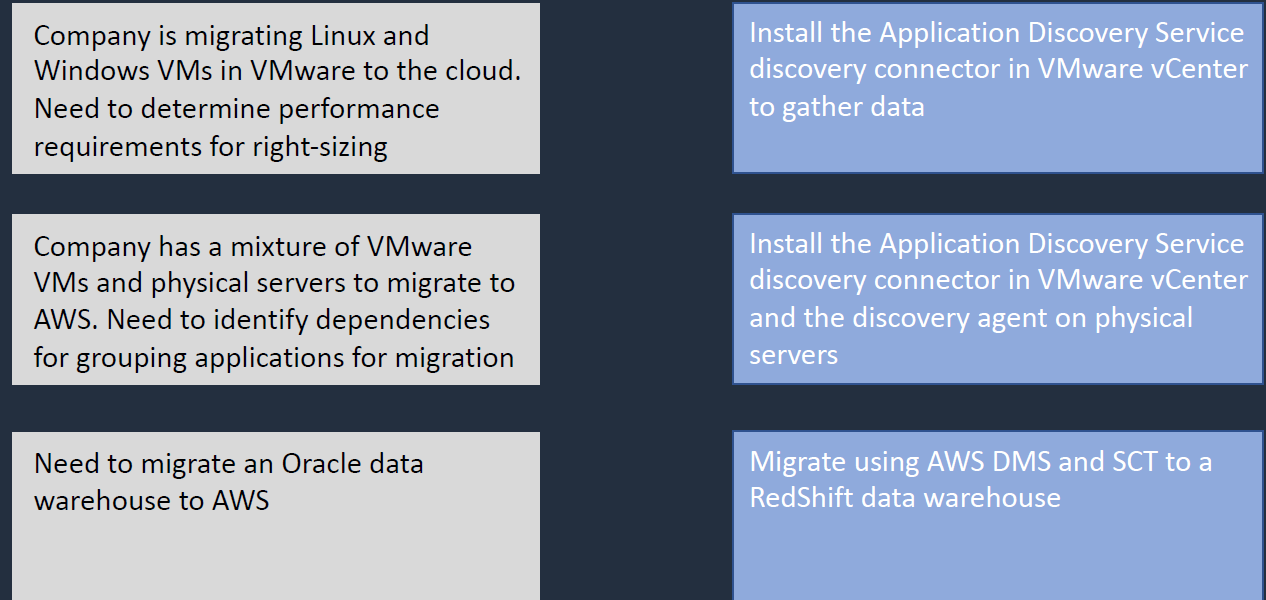 Company is migrating Linux and
Windows VMs in VMware to the cloud.
Need to determine performance
requirements for right-sizing
Install the Application Discovery Service
discovery connector in VMware vCenter
to gather data
Company has a mixture of VMware
VMs and physical servers to migrate to
AWS. Need to identify dependencies
for grouping applications for migration
Install the Application Discovery Service
discovery connector in VMware vCenter
and the discovery agent on physical
servers
Need to migrate an Oracle data
warehouse to AWS
Migrate using AWS DMS and SCT to a
RedShift data warehouse